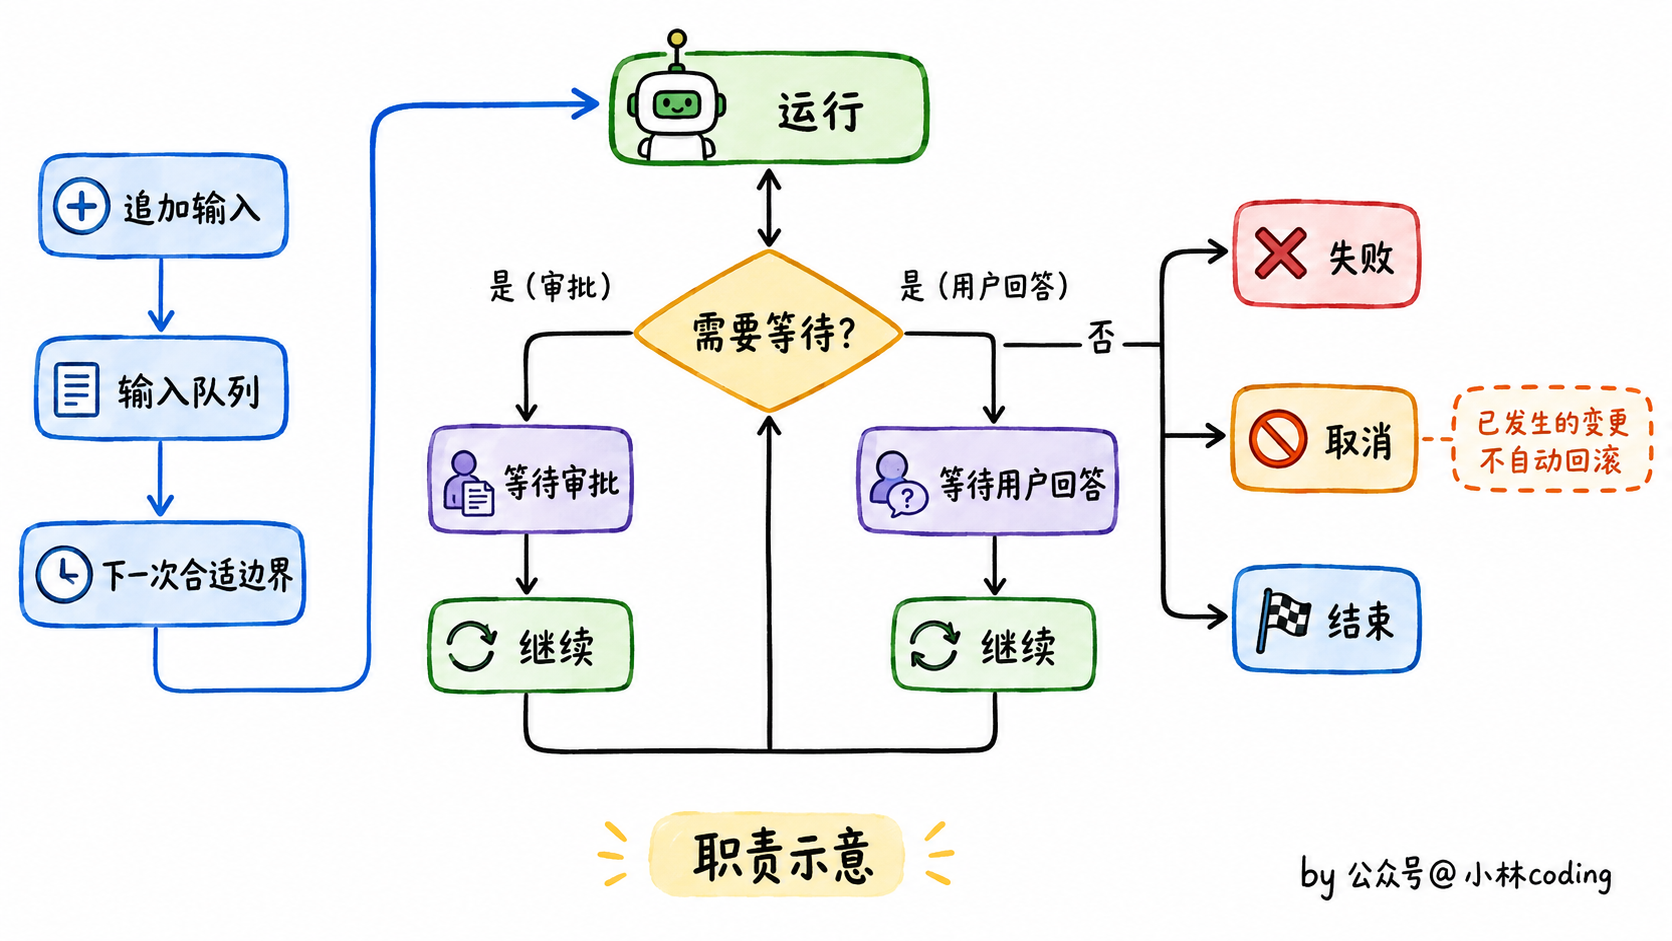 运行
追加输入
输入队列
下一次合适边界
是（审批）
是（用户回答）
需要等待？
否
等待审批
等待用户回答
继续
继续
失败
取消
已发生的变更
不自动回滚
结束
职责示意
by 公众号@小林coding